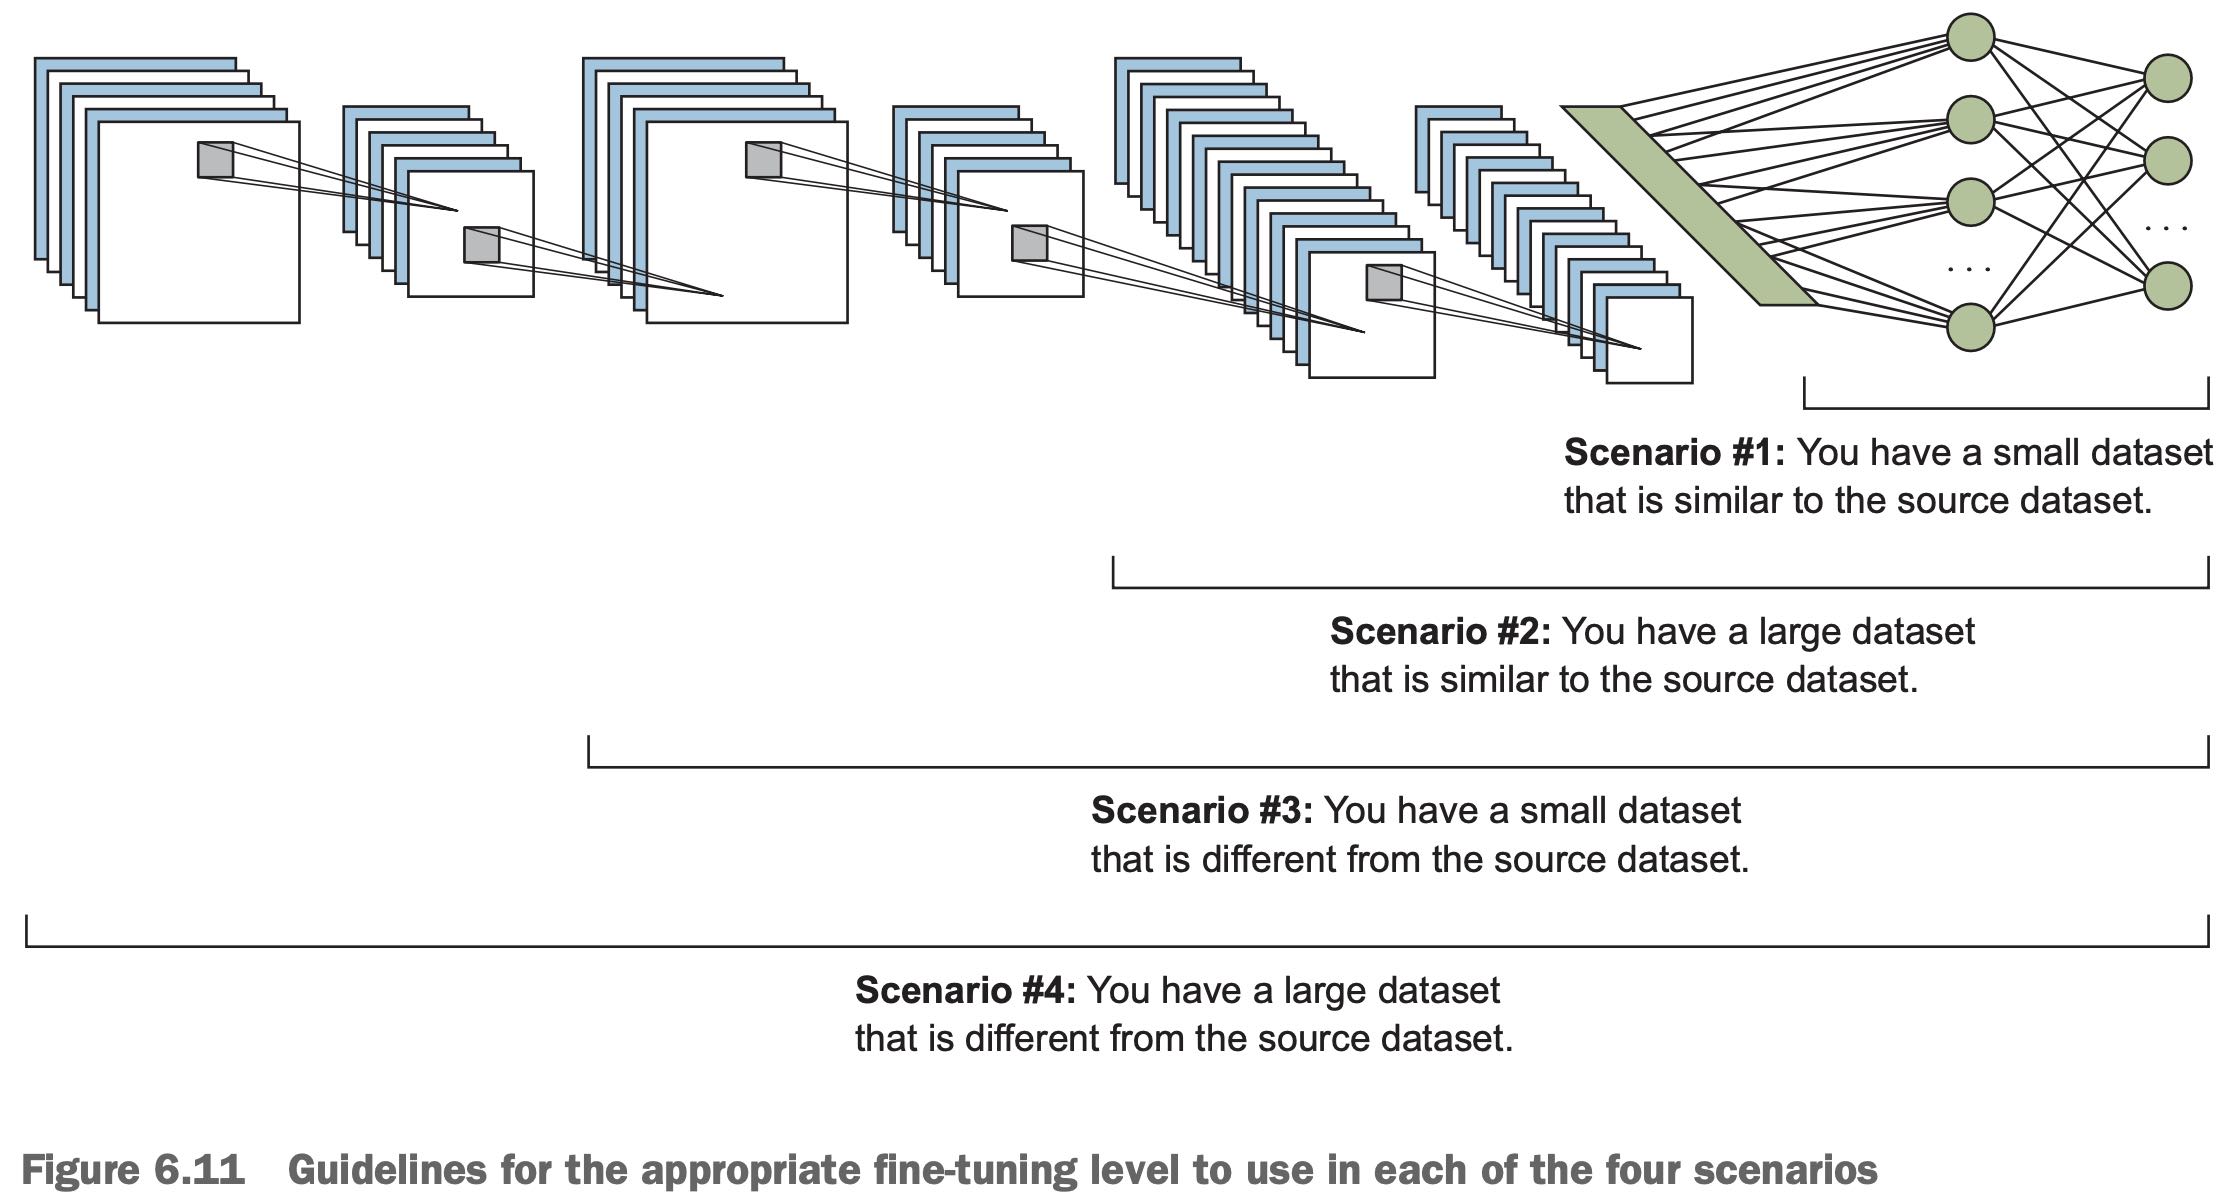 . . .
. . .
Scenario #1: You have a small dataset
that is similar to the source dataset.
Scenario #2: You have a large dataset
that is similar to the source dataset.
Scenario #3: You have a small dataset
that is different from the source dataset.
Scenario #4: You have a large dataset
that is different from the source dataset.
Figure 6.11 Guidelines for the appropriate fine-tuning level to use in each of the four scenarios